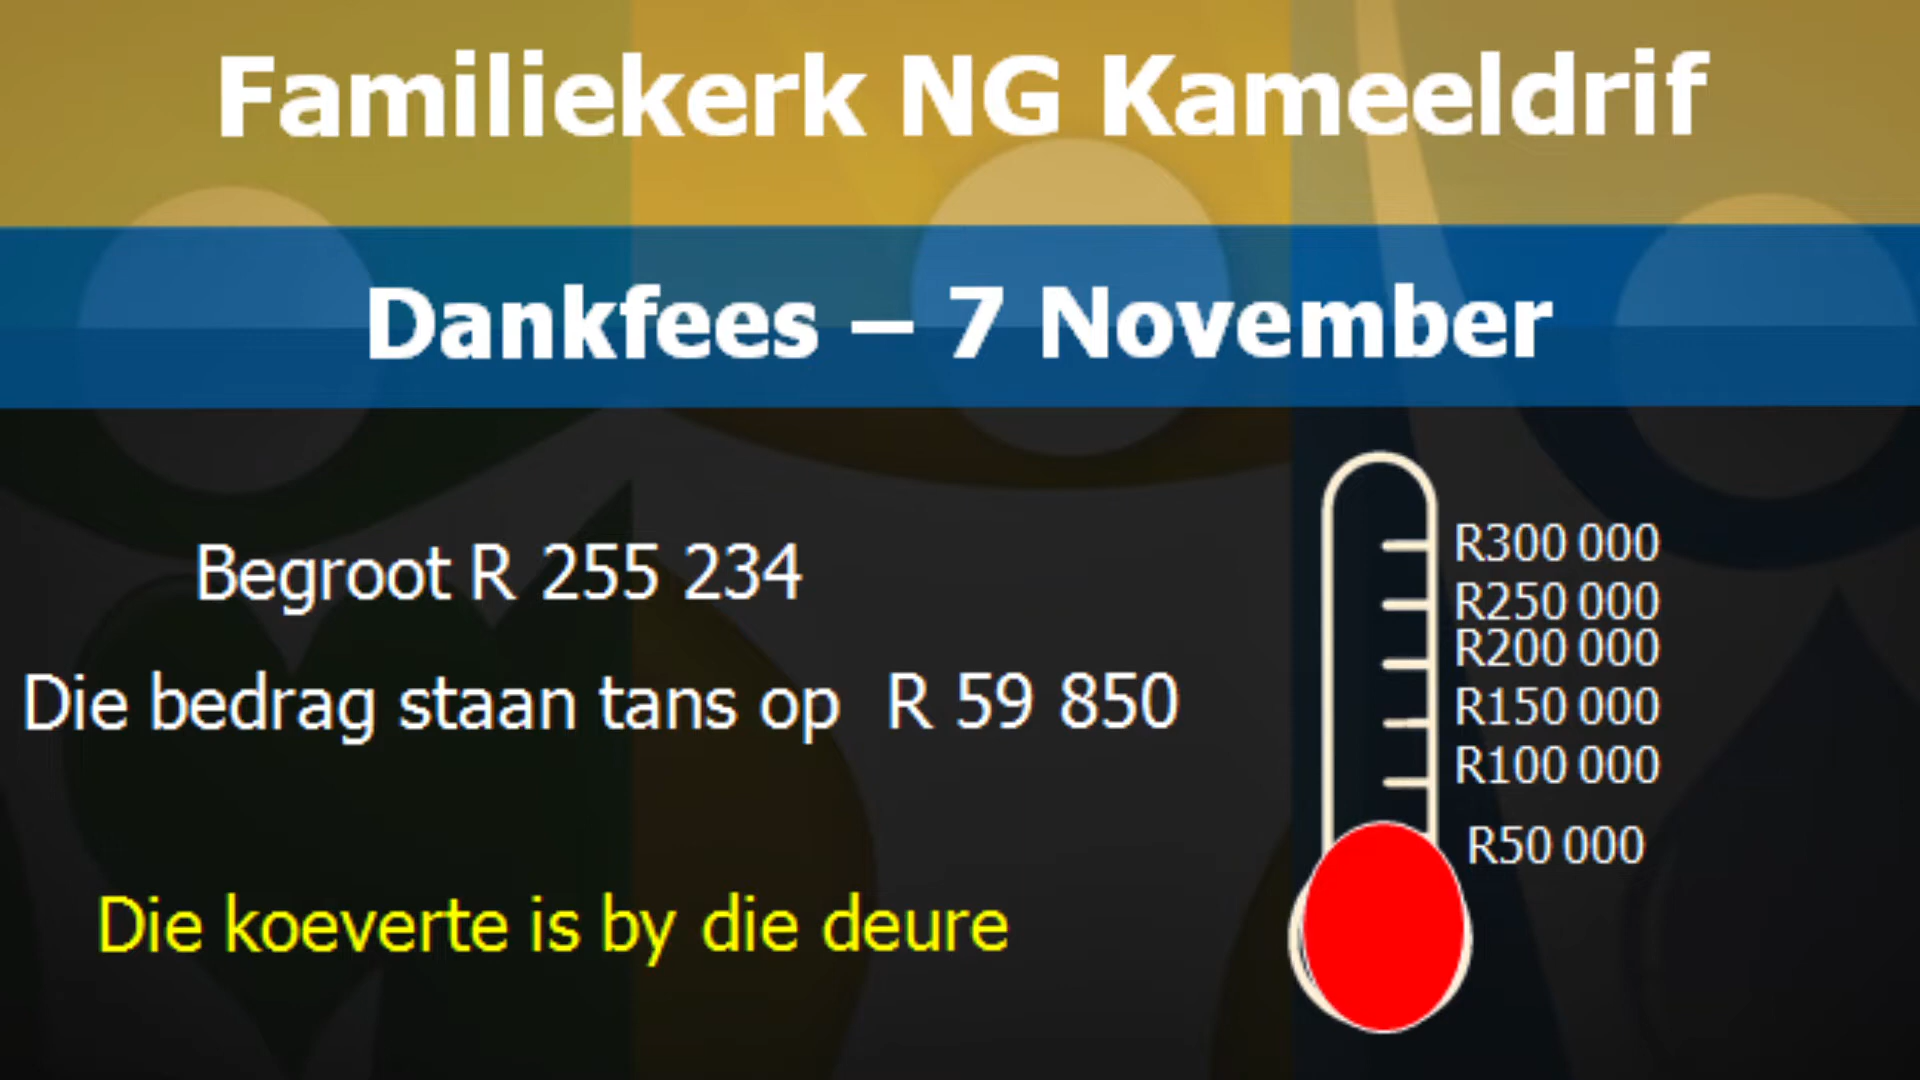 Familiekerk NG Kameeldrif
Dankfees – 7 November
Begroot R 255 234
Die bedrag staan tans op R 59 850
Die koeverte is by die deure
R300 000
R250 000
R200 000
R150 000
R100 000
R50 000